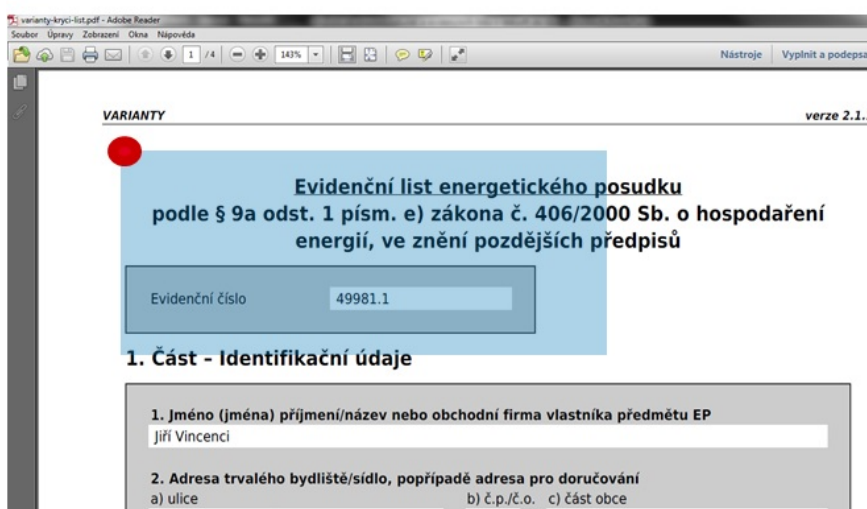 varianty-kryci-list.pdf - Adobe Reader
Soubor Úpravy Zobrazení Okna Nápověda
1 /4 143% Nástroje Vyplnit a podepsa
VARIANTY verze 2.1.
Evidenční list energetického posudku
podle § 9a odst. 1 písm. e) zákona č. 406/2000 Sb. o hospodaření
energií, ve znění pozdějších předpisů
Evidenční číslo 49981.1
1. Část – Identifikační údaje
1. Jméno (jména) příjmení/název nebo obchodní firma vlastníka předmětu EP
Jiří Vincenci
2. Adresa trvalého bydliště/sídlo, popřípadě adresa pro doručování
a) ulice b) č.p./č.o. c) část obce